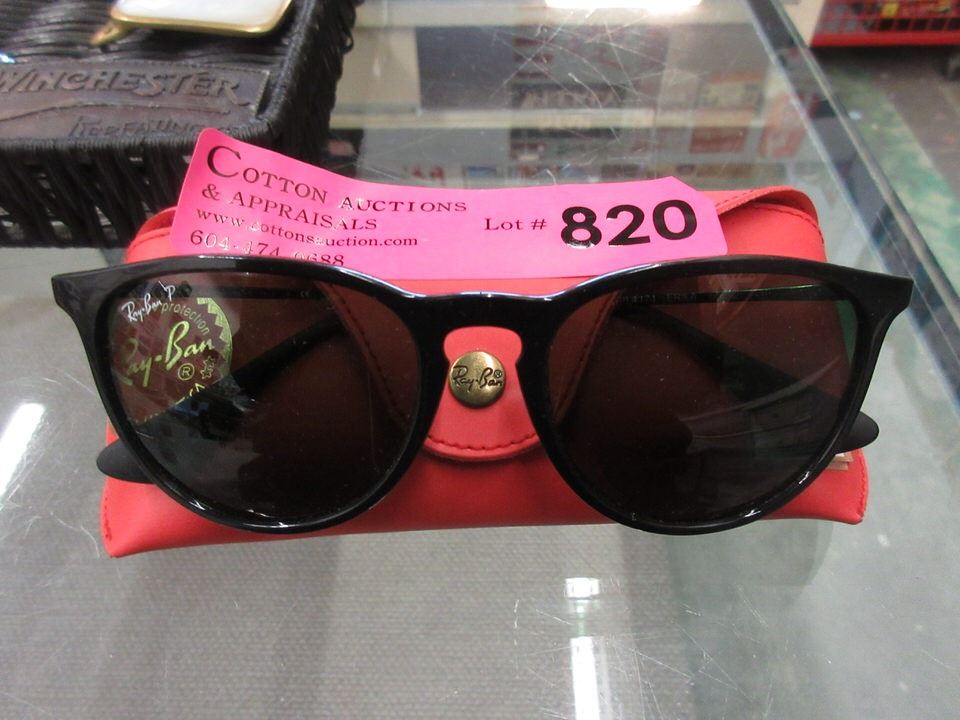 WINCHESTER
COTTON AUCTIONS
& APPRAISALS
www.cottonsauction.com
Lot # 820
Ray-Ban P
protection
Ray-Ban
Ray-Ban